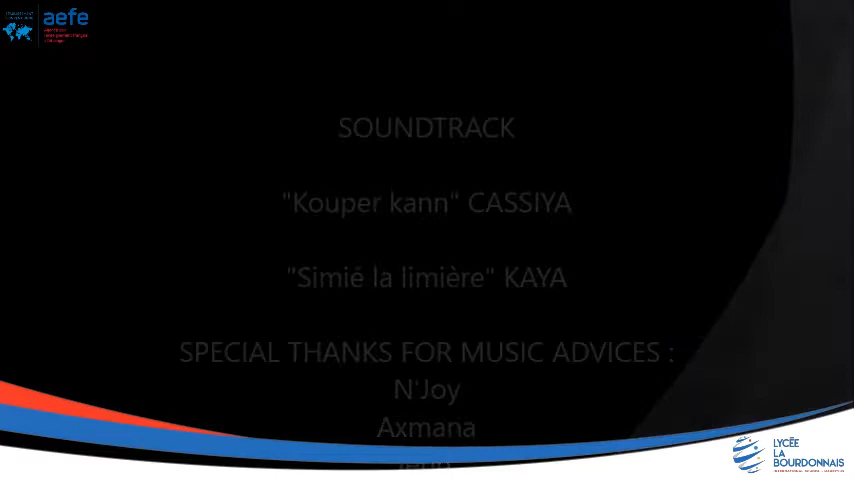 aefe
SOUNDTRACK
"Kouper kann" CASSIYA
"Simié la limière" KAYA
SPECIAL THANKS FOR MUSIC ADVICES :
N'Joy
Axmana
LYCÉE
LA
BOURDONNAIS